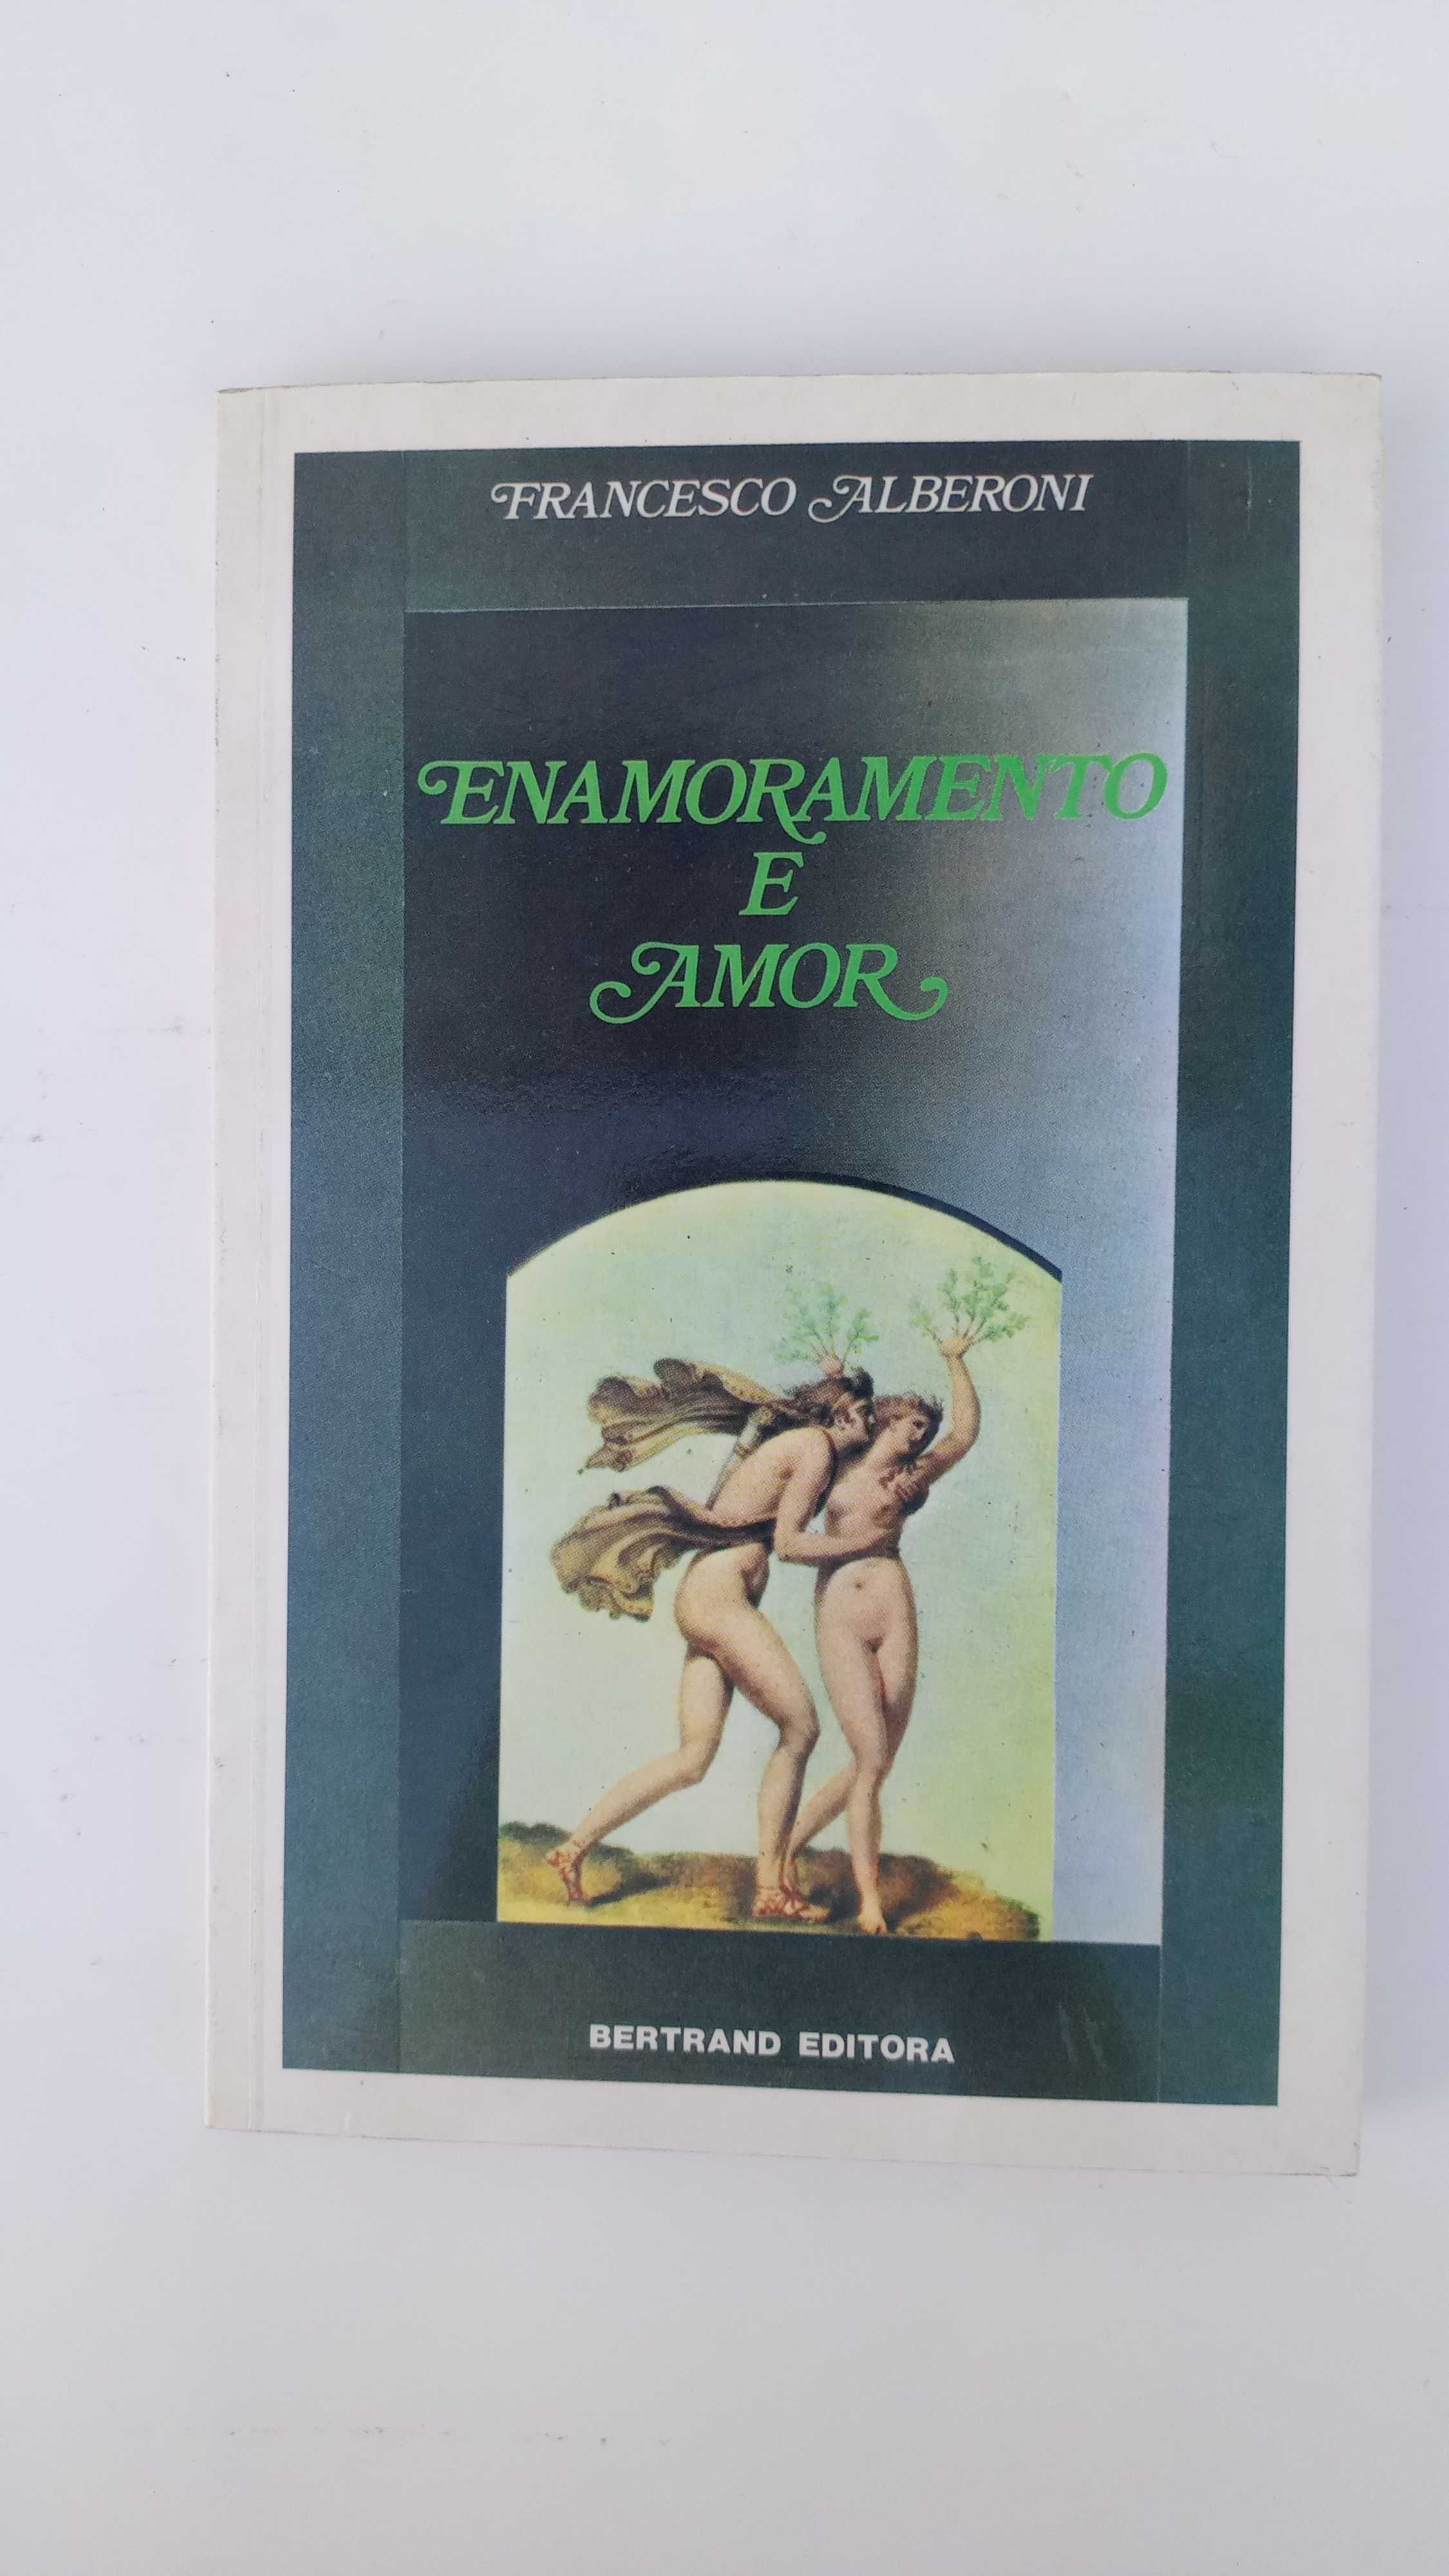 FRANCESCO ALBERONI
ENAMORAMENTO
E
AMOR
BERTRAND EDITORA